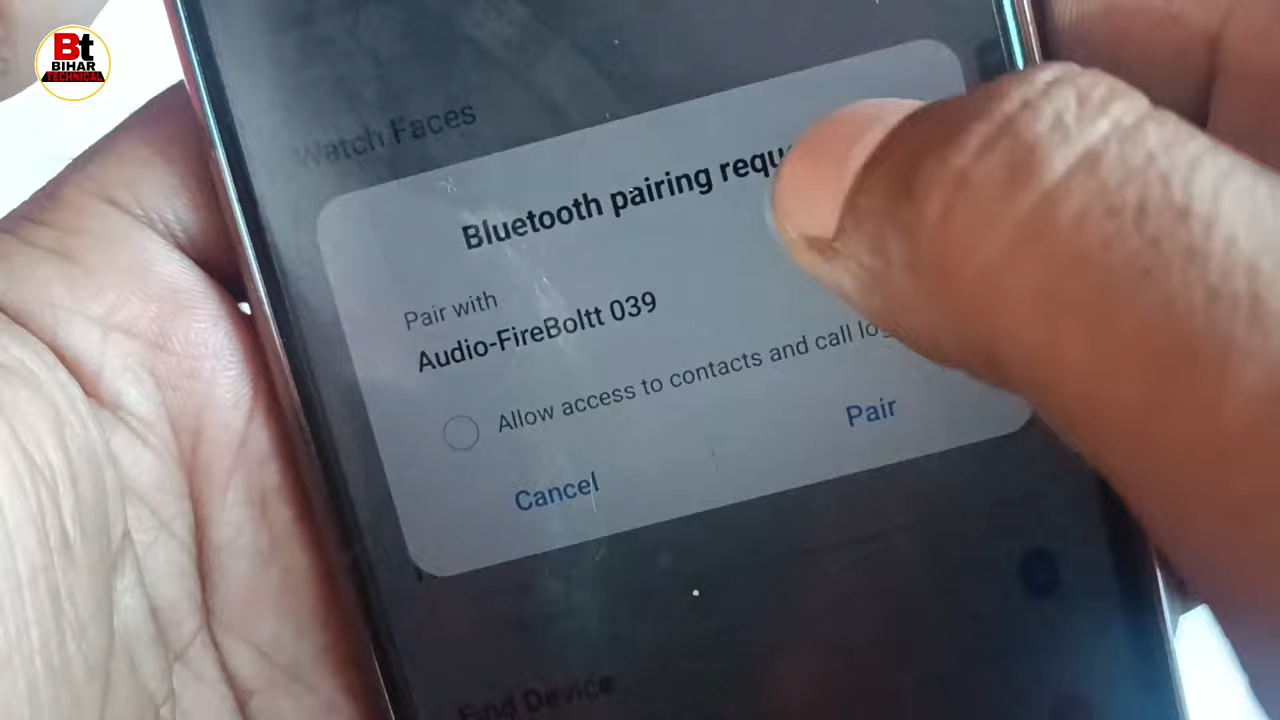 Bt
BIHAR
TECHNICAL
Watch Faces
Bluetooth pairing requ
Pair with
Audio-FireBoltt 039
Allow access to contacts and call lo
Pair
Cancel
Find Device